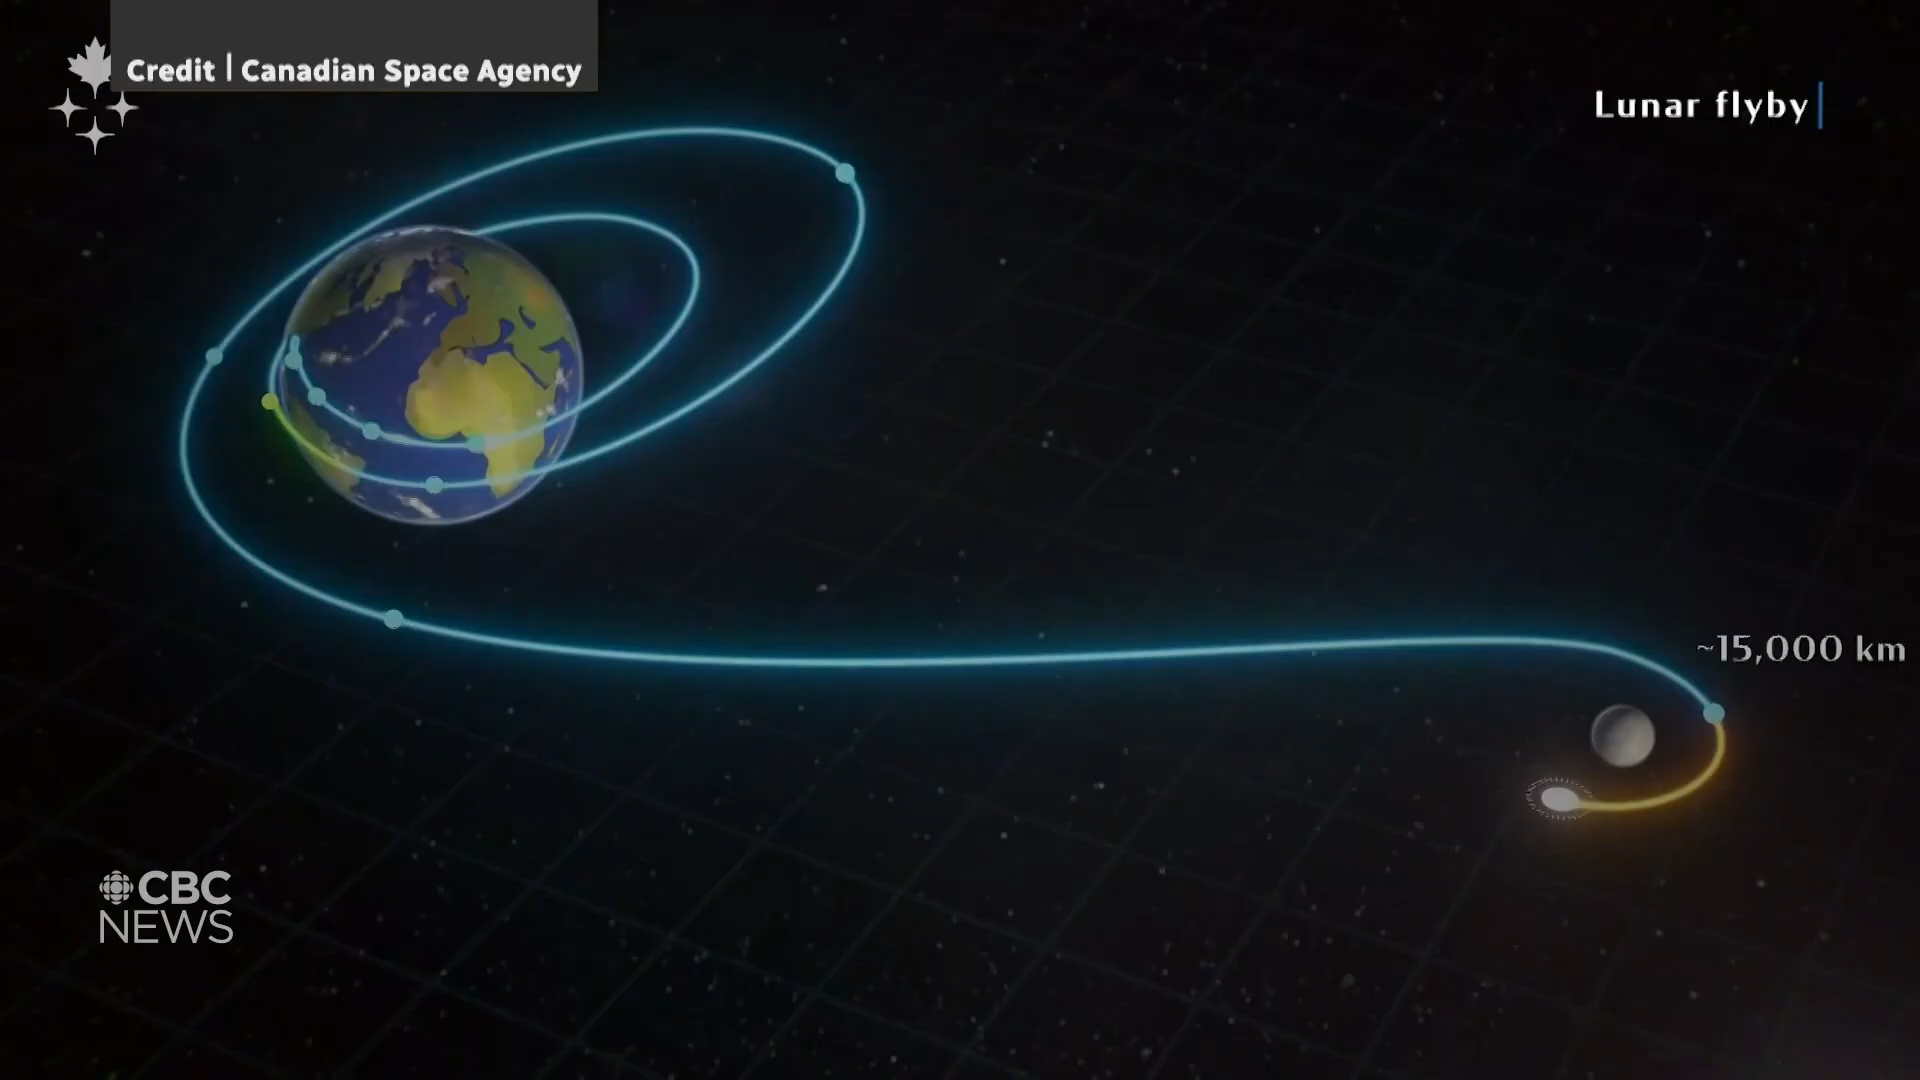 Credit | Canadian Space Agency
Lunar flyby
~15,000 km
CBC
NEWS